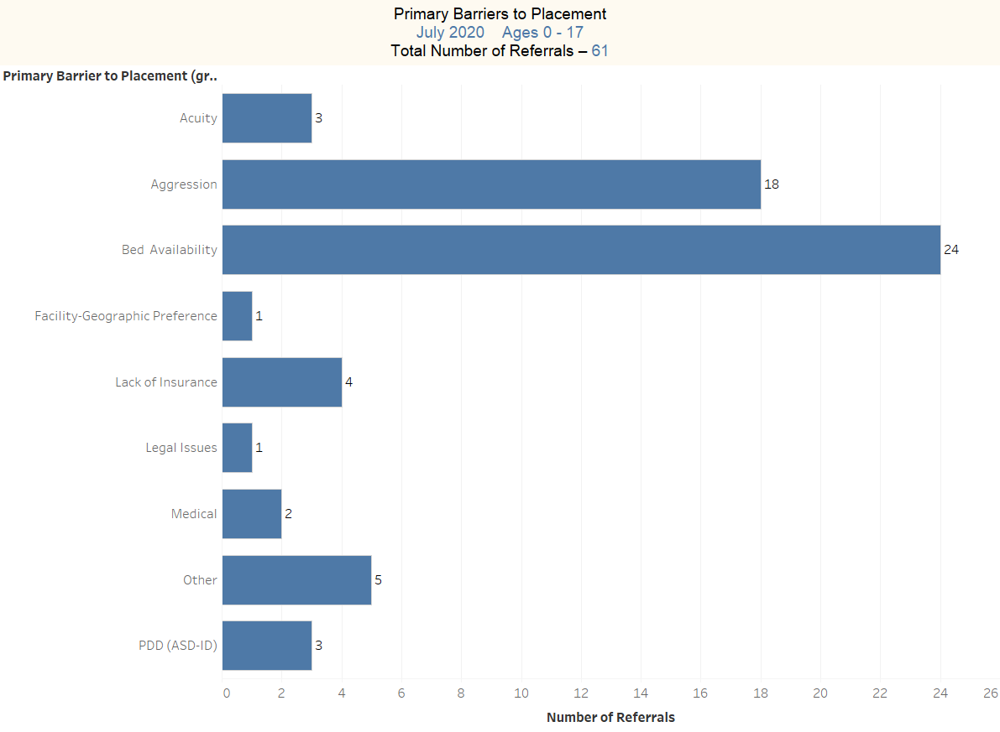 Primary Barriers to Placement
July 2020 Ages 0 - 17
Total Number of Referrals – 61
Primary Barrier to Placement (gr..
Acuity 3
Aggression 18
Bed Availability 24
Facility-Geographic Preference 1
Lack of Insurance 4
Legal Issues 1
Medical 2
Other 5
PDD (ASD-ID) 3
0 2 4 6 8 10 12 14 16 18 20 22 24 26
Number of Referrals